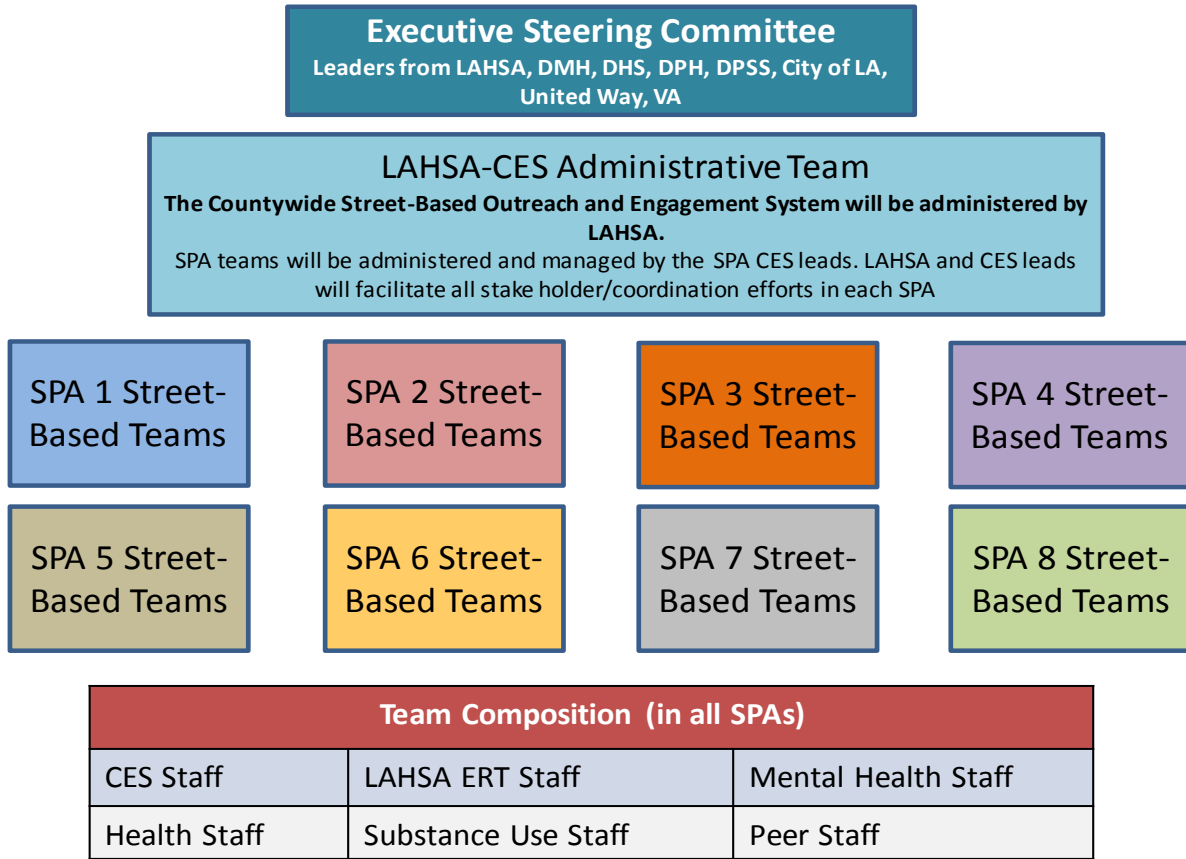 Executive Steering Committee
Leaders from LAHSA, DMH, DHS, DPH, DPSS, City of LA,
United Way, VA
LAHSA-CES Administrative Team
The Countywide Street-Based Outreach and Engagement System will be administered by
LAHSA.
SPA teams will be administered and managed by the SPA CES leads. LAHSA and CES leads
will facilitate all stake holder/coordination efforts in each SPA
SPA 1 Street-
Based Teams
SPA 2 Street-
Based Teams
SPA 3 Street-
Based Teams
SPA 4 Street-
Based Teams
SPA 5 Street-
Based Teams
SPA 6 Street-
Based Teams
SPA 7 Street-
Based Teams
SPA 8 Street-
Based Teams
Team Composition (in all SPAs)
CES Staff
LAHSA ERT Staff
Mental Health Staff
Health Staff
Substance Use Staff
Peer Staff